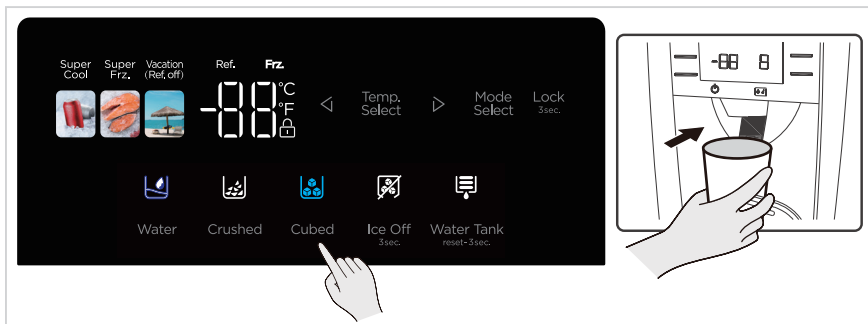 Super Cool
Super Frz.
Vacation (Ref. off)
Ref.
Frz.
-88
°C
°F
Temp. Select
Mode Select
Lock
3sec.
Water
Crushed
Cubed
Ice Off
3sec.
Water Tank
reset-3sec.
-88 8